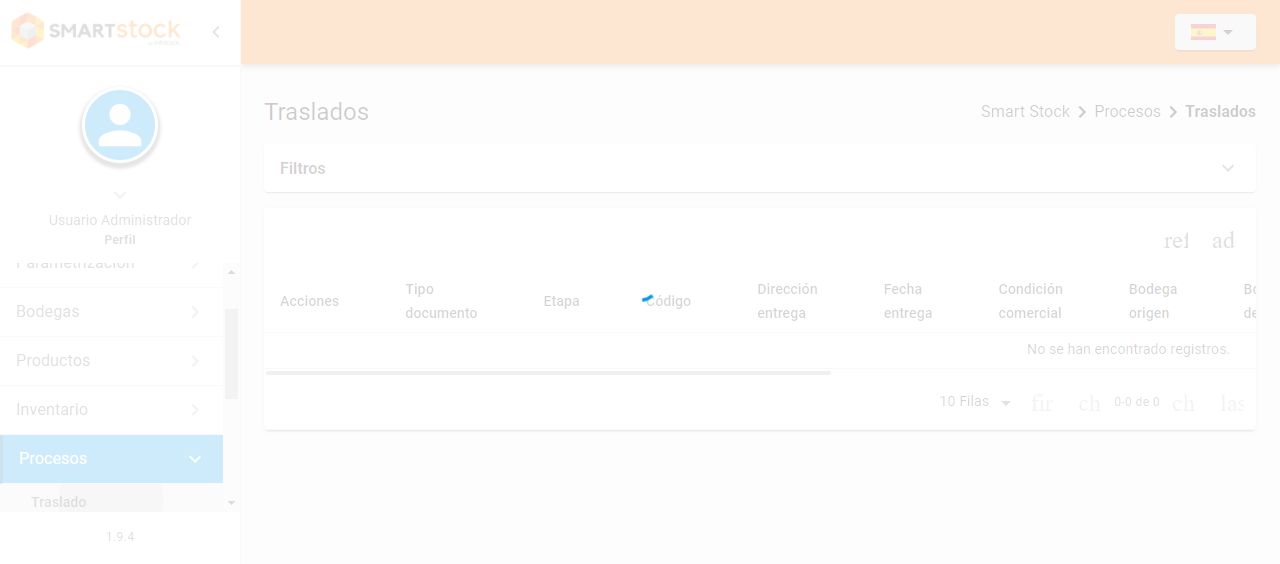 SMARTstock
Usuario Administrador
Perfil
Parametrización
Bodegas
Productos
Inventario
Procesos
Traslado
1.9.4
Traslados
Smart Stock
Procesos
Traslados
Filtros
ref
ad
Acciones
Tipo
documento
Etapa
Código
Dirección
entrega
Fecha
entrega
Condición
comercial
Bodega
origen
Bo
de
No se han encontrado registros.
10 Filas
fir
ch
0-0 de 0
ch
las